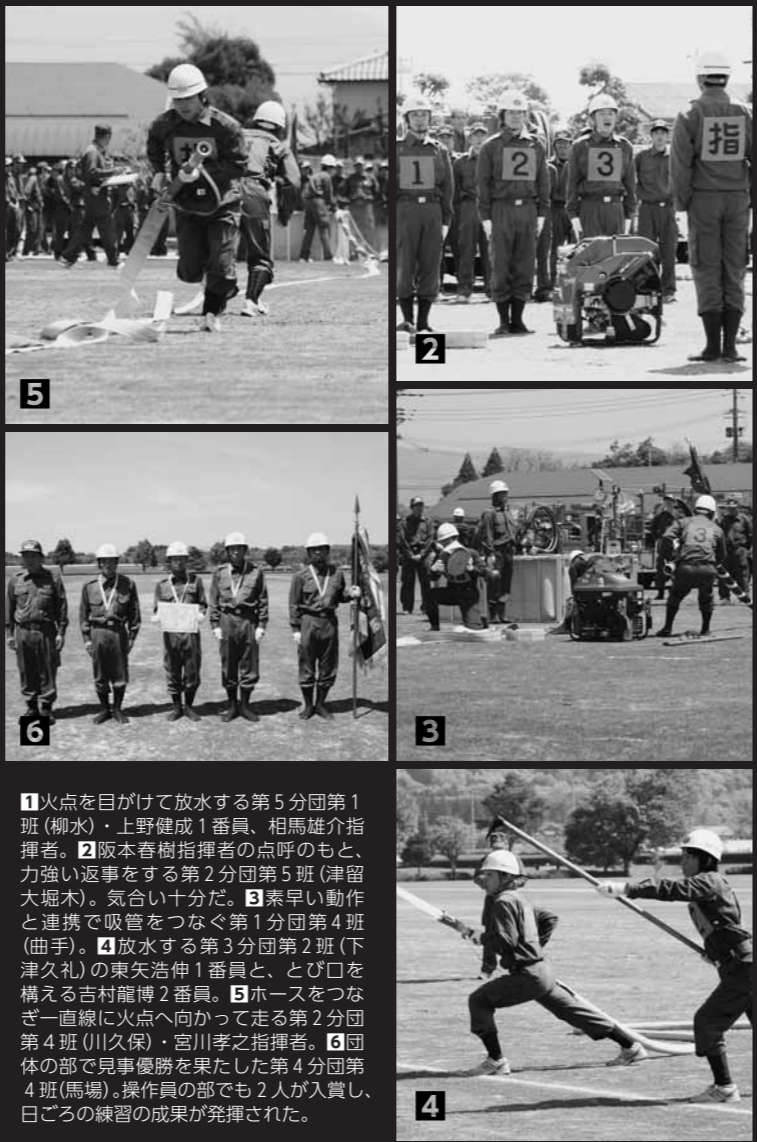 5
指
1
2
3
指
2
6
3
3
4
1火点を目がけて放水する第5分団第1
班(柳水)・上野健成1番員、相馬雄介指
揮者。2阪本春樹指揮者の点呼のもと、
力強い返事をする第2分団第5班(津留
大堀木)。気合い十分だ。3素早い動作
と連携で吸管をつなぐ第1分団第4班
(曲手)。4放水する第3分団第2班(下
津久礼)の東矢浩伸1番員と、とび口を
構える吉村龍博2番員。5ホースをつな
ぎ一直線に火点へ向かって走る第2分団
第4班(川久保)・宮川孝之指揮者。6団
体の部で見事優勝を果たした第4分団第
4班(馬場)。操作員の部でも2人が入賞し、
日ごろの練習の成果が発揮された。